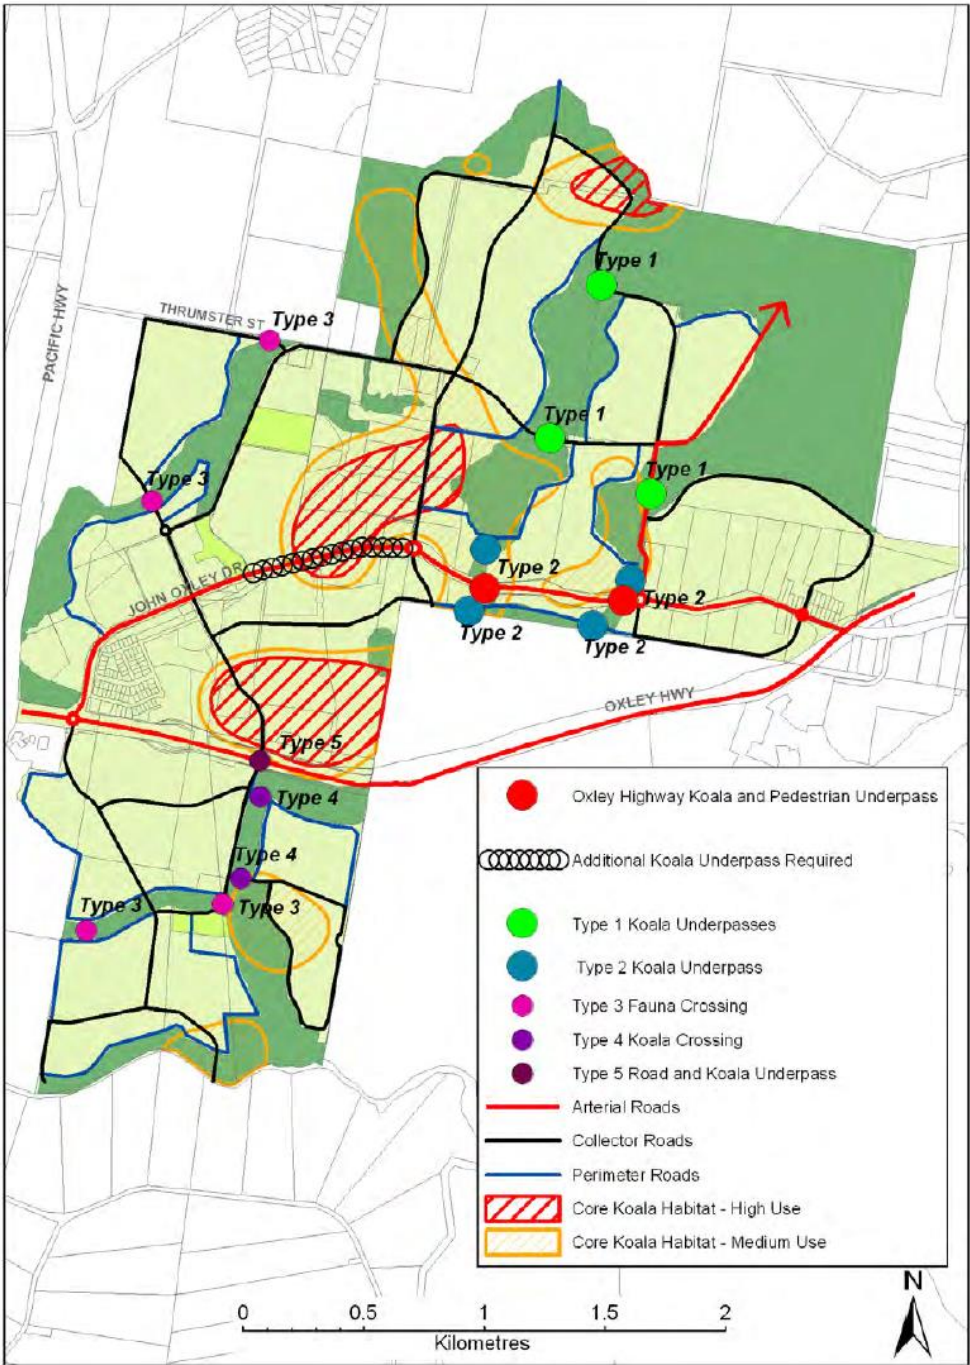 Type 1
THRUMSTER ST
Type 3
PACIFIC HWY
Type 1
Type 1
Type 3
JOHN OXLEY DR
Type 2
Type 2
Type 2
Type 2
OXLEY HWY
Type 5
Type 4
Type 4
Type 3
Type 3
Oxley Highway Koala and Pedestrian Underpass
Additional Koala Underpass Required
Type 1 Koala Underpasses
Type 2 Koala Underpass
Type 3 Fauna Crossing
Type 4 Koala Crossing
Type 5 Road and Koala Underpass
Arterial Roads
Collector Roads
Perimeter Roads
Core Koala Habitat - High Use
Core Koala Habitat - Medium Use
N
0 0.5 1 1.5 2
Kilometres